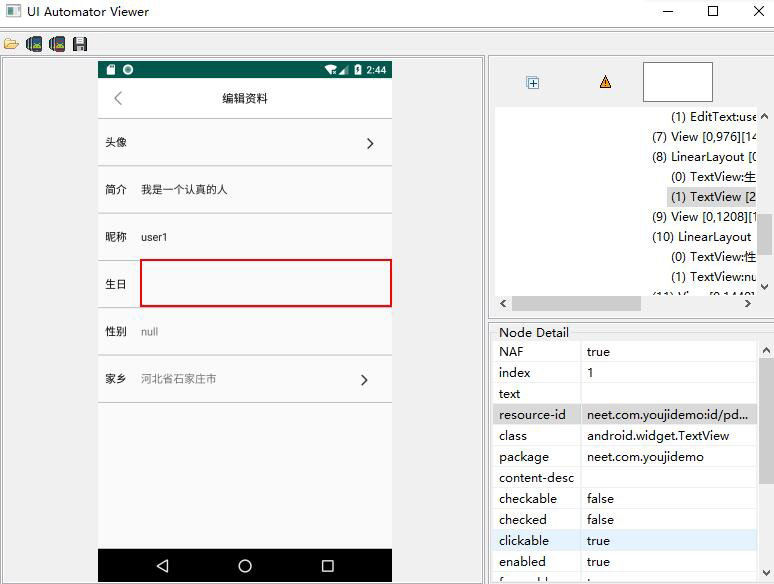 UI Automator Viewer
2:44
编辑资料
头像
简介 我是一个认真的人
昵称 user1
生日
性别 null
家乡 河北省石家庄市
(1) EditText:use
(7) View [0,976][14
(8) LinearLayout [0
(0) TextView:生
(1) TextView [2
(9) View [0,1208][1
(10) LinearLayout
(0) TextView:性
(1) TextView:nu
Node Detail
NAF true
index 1
text
resource-id neet.com.youjidemo:id/pd...
class android.widget.TextView
package neet.com.youjidemo
content-desc
checkable false
checked false
clickable true
enabled true